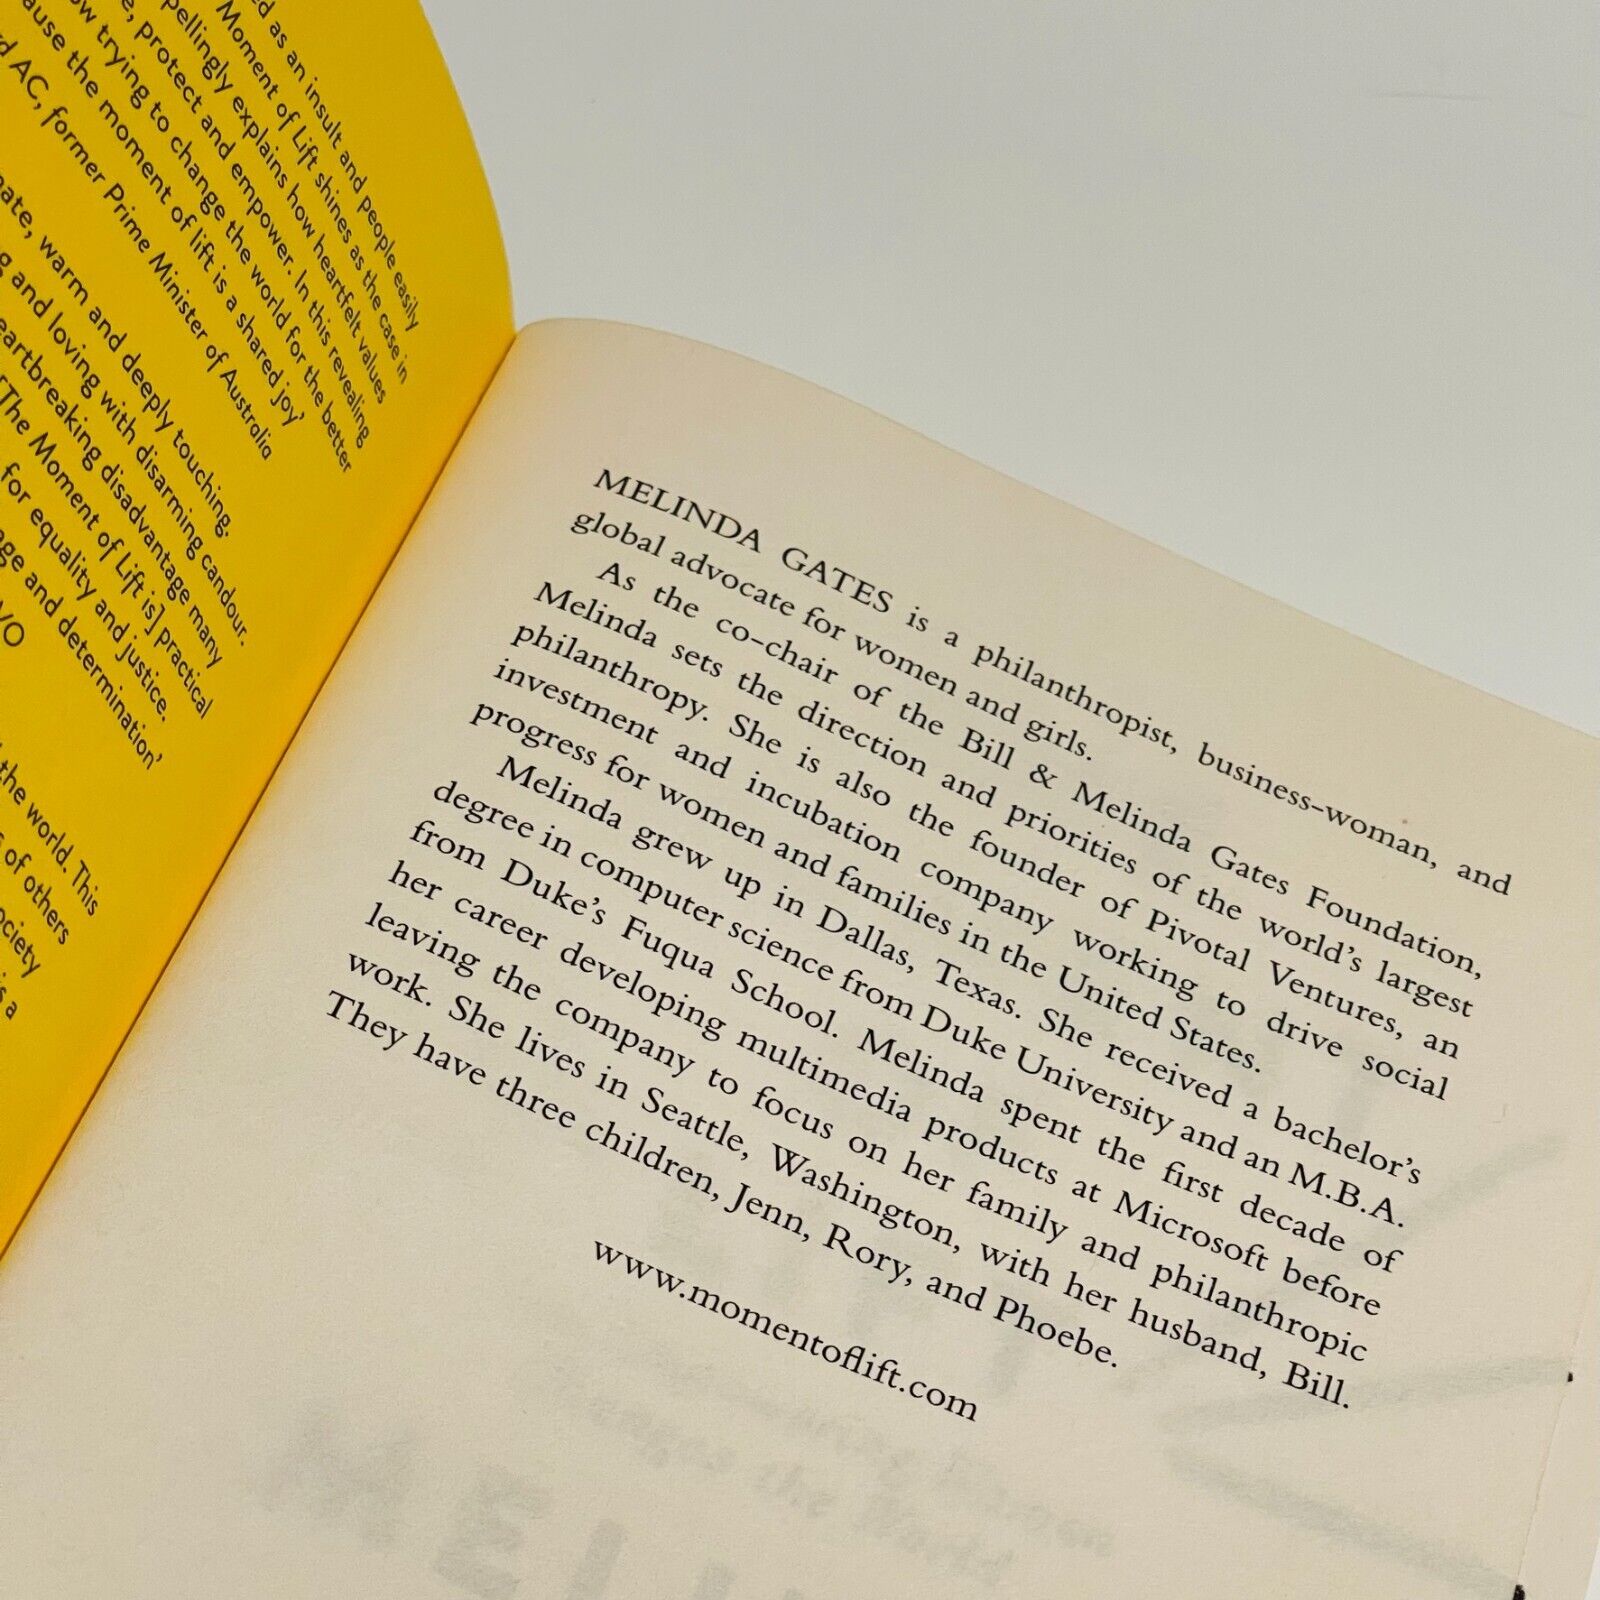 ed as an insult and people easily
Moment of Lift shines as the case in
pellingly explains how heartfelt values
protect and empower. In this revealing
trying to change the world for the better
ause the moment of lift is a shared joy’
rd AC, former Prime Minister of Australia
warm and deeply touching.
and loving with disarming candour.
eartbreaking disadvantage many
‘The Moment of Lift is] practical
for equality and justice.
ge and determination’
VO
the world. This
of others
ociety
is a
MELINDA GATES is a philanthropist, business-woman, and
global advocate for women and girls.
As the co-chair of the Bill & Melinda Gates Foundation,
Melinda sets the direction and priorities of the world’s largest
philanthropy. She is also the founder of Pivotal Ventures, an
investment and incubation company working to drive social
progress for women and families in the United States.
Melinda grew up in Dallas, Texas. She received a bachelor’s
degree in computer science from Duke University and an M.B.A.
from Duke’s Fuqua School. Melinda spent the first decade of
her career developing multimedia products at Microsoft before
leaving the company to focus on her family and philanthropic
work. She lives in Seattle, Washington, with her husband, Bill.
They have three children, Jenn, Rory, and Phoebe.
www.momentoflift.com